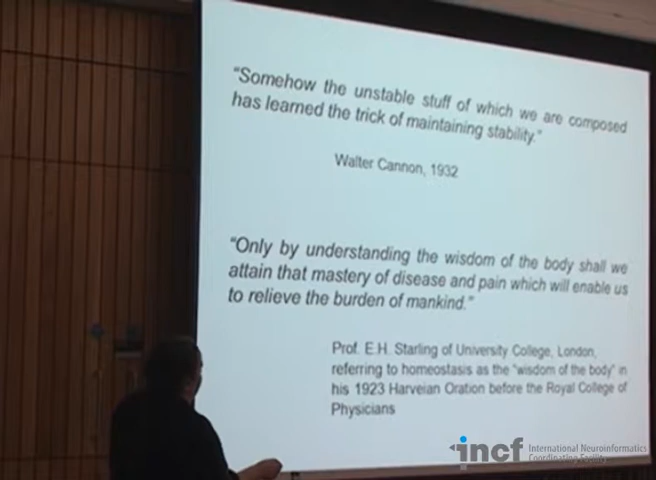 “Somehow the unstable stuff of which we are composed
has learned the trick of maintaining stability.”
Walter Cannon, 1932
“Only by understanding the wisdom of the body shall we
attain that mastery of disease and pain which will enable us
to relieve the burden of mankind.”
Prof. E.H. Starling of University College, London,
referring to homeostasis as the “wisdom of the body” in
his 1923 Harveian Oration before the Royal College of
Physicians
incf
International Neuroinformatics
Coordinating Facility